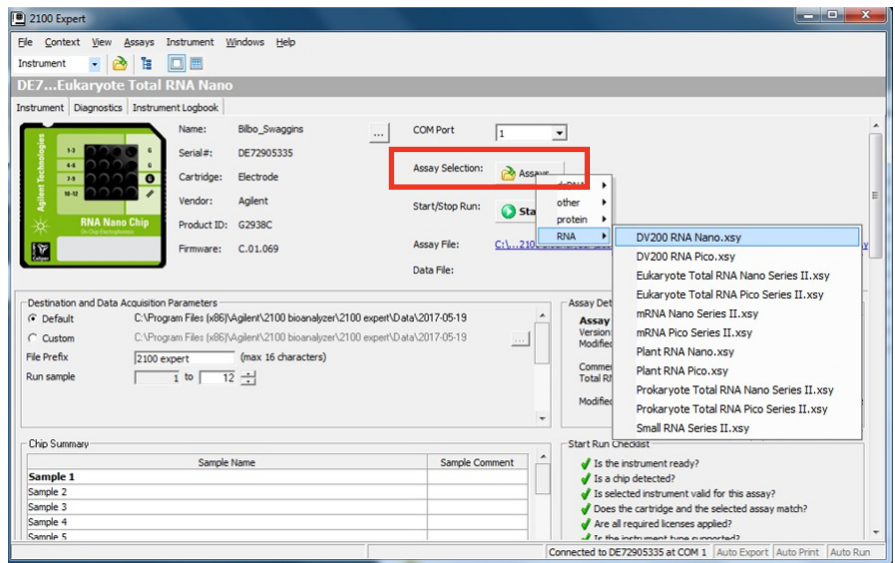 2100 Expert
File Context View Assays Instrument Windows Help
Instrument
DE7...Eukaryote Total RNA Nano
Instrument Diagnostics Instrument Logbook
Agilent Technologies
1-3
4-6
7-9
10-12
G
G
RNA Nano Chip
On-Chip Electrophoresis
Caliper
Name: Bilbo_Swaggins ...
Serial#: DE72905335
Cartridge: Electrode
Vendor: Agilent
Product ID: G2938C
Firmware: C.01.069
COM Port 1
Assay Selection: Assays
Start/Stop Run: Sta
Assay File: C:\...2100
Data File:
other
protein
RNA
DV200 RNA Nano.xsy
DV200 RNA Pico.xsy
Eukaryote Total RNA Nano Series II.xsy
Eukaryote Total RNA Pico Series II.xsy
mRNA Nano Series II.xsy
mRNA Pico Series II.xsy
Plant RNA Nano.xsy
Plant RNA Pico.xsy
Prokaryote Total RNA Nano Series II.xsy
Prokaryote Total RNA Pico Series II.xsy
Small RNA Series II.xsy
Destination and Data Acquisition Parameters
Default C:\Program Files (x86)\Agilent\2100 bioanalyzer\2100 expert\Data\2017-05-19
Custom C:\Program Files (x86)\Agilent\2100 bioanalyzer\2100 expert\Data\2017-05-19 ...
File Prefix 2100 expert (max 16 characters)
Run sample 1 to 12
Assay Det
Assay
Version:
Modified
Comme
Total RN
Modified
Chip Summary
Sample Name Sample Comment
Sample 1
Sample 2
Sample 3
Sample 4
Sample 5
Start Run Checklist
Is the instrument ready?
Is a chip detected?
Is selected instrument valid for this assay?
Does the cartridge and the selected assay match?
Are all required licenses applied?
Is the instrument type supported?
Connected to DE72905335 at COM 1 Auto Export Auto Print Auto Run